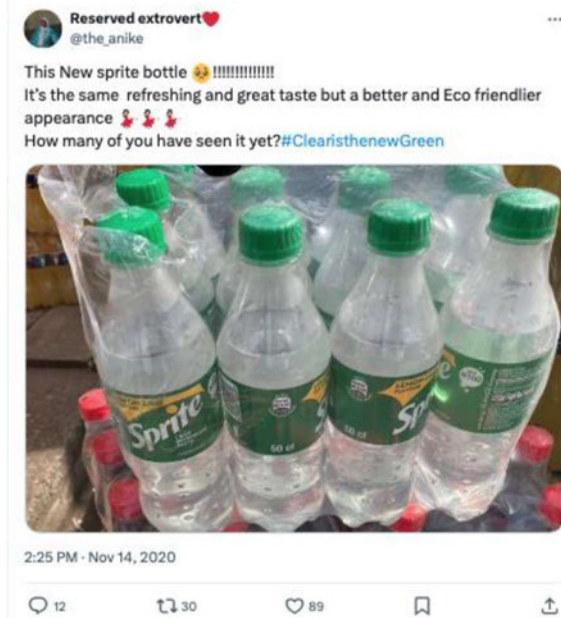 Reserved extrovert❤️
@the_anike
This New sprite bottle 🥹!!!!!!!!!!!!!!
It's the same refreshing and great taste but a better and Eco friendlier
appearance 💃💃💃
How many of you have seen it yet?#ClearisthenewGreen
Sprite
50 cl
50 cl
Sp
e
2:25 PM · Nov 14, 2020
12
30
89